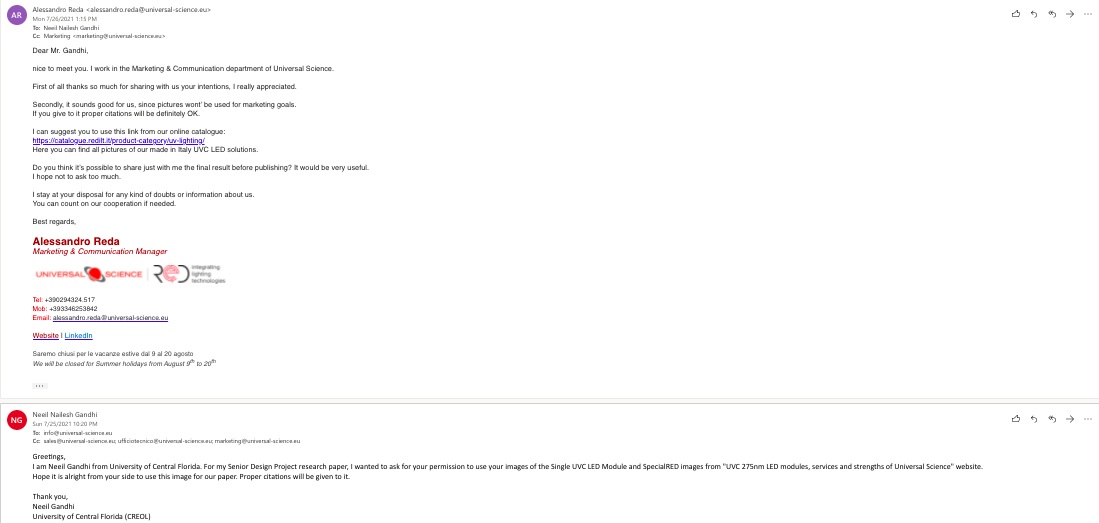 AR
Alessandro Reda <alessandro.reda@universal-science.eu>
Mon 7/26/2021 1:15 PM
To: Neeil Nailesh Gandhi
Cc: Marketing <marketing@universal-science.eu>
Dear Mr. Gandhi,
nice to meet you. I work in the Marketing & Communication department of Universal Science.
First of all thanks so much for sharing with us your intentions, I really appreciated.
Secondly, it sounds good for us, since pictures wont' be used for marketing goals.
If you give to it proper citations will be definitely OK.
I can suggest you to use this link from our online catalogue:
https://catalogue.redlit.it/product-category/uv-lighting/
Here you can find all pictures of our made in Italy UVC LED solutions.
Do you think it's possible to share just with me the final result before publishing? It would be very useful.
I hope not to ask too much.
I stay at your disposal for any kind of doubts or information about us.
You can count on our cooperation if needed.
Best regards,
Alessandro Reda
Marketing & Communication Manager
UNIVERSAL SCIENCE | RED integrating
lighting
technologies
Tel: +390294324.517
Mob: +393346253842
Email: alessandro.reda@universal-science.eu
Website I LinkedIn
Saremo chiusi per le vacanze estive dal 9 al 20 agosto
We will be closed for Summer holidays from August 9th to 20th
...
NG
Neeil Nailesh Gandhi
Sun 7/25/2021 10:20 PM
To: info@universal-science.eu
Cc: sales@universal-science.eu; ufficiotecnico@universal-science.eu; marketing@universal-science.eu
Greetings,
I am Neeil Gandhi from University of Central Florida. For my Senior Design Project research paper, I wanted to ask for your permission to use your images of the Single UVC LED Module and SpecialRED images from "UVC 275nm LED modules, services and strengths of Universal Science" website.
Hope it is alright from your side to use this image for our paper. Proper citations will be given to it.
Thank you,
Neeil Gandhi
University of Central Florida (CREOL)